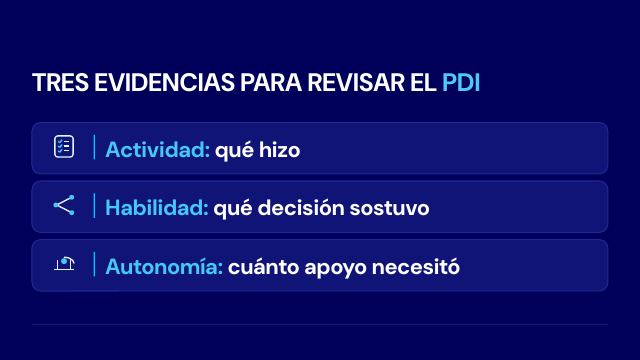 TRES EVIDENCIAS PARA REVISAR EL PDI
Actividad: qué hizo
Habilidad: qué decisión sostuvo
Autonomía: cuánto apoyo necesitó